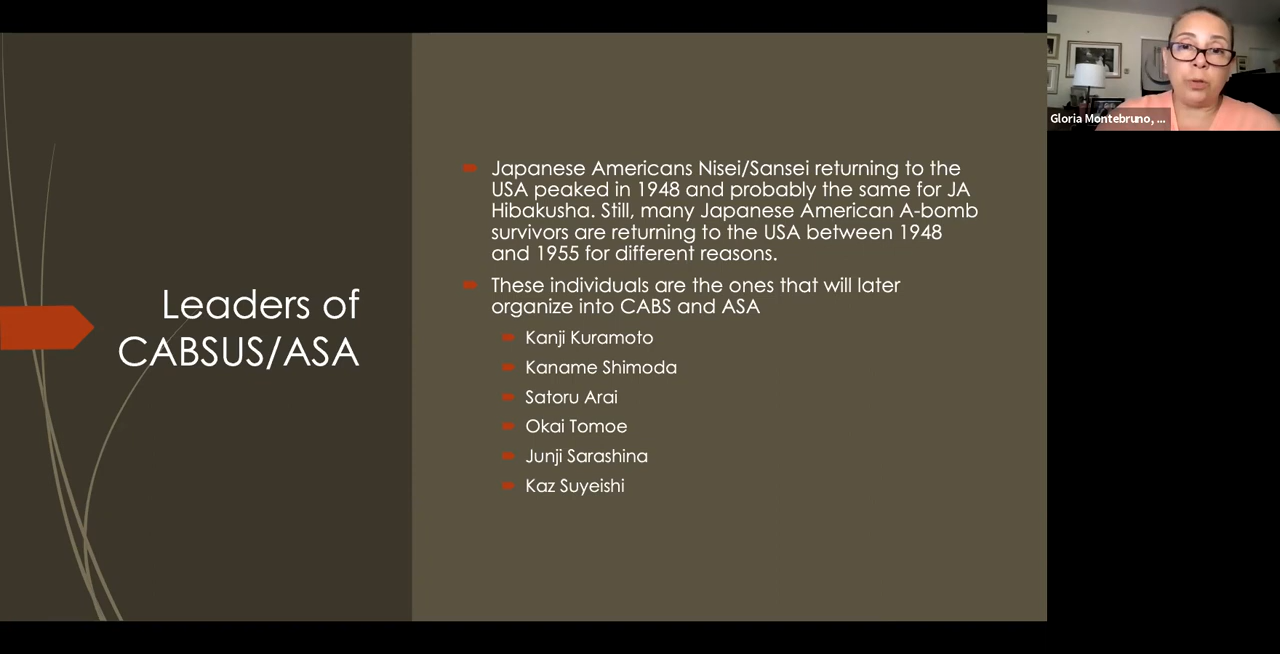 Leaders of
CABSUS/ASA
Japanese Americans Nisei/Sansei returning to the
USA peaked in 1948 and probably the same for JA
Hibakusha. Still, many Japanese American A-bomb
survivors are returning to the USA between 1948
and 1955 for different reasons.
These individuals are the ones that will later
organize into CABS and ASA
Kanji Kuramoto
Kaname Shimoda
Satoru Arai
Okai Tomoe
Junji Sarashina
Kaz Suyeishi
Gloria Montebruno, ...